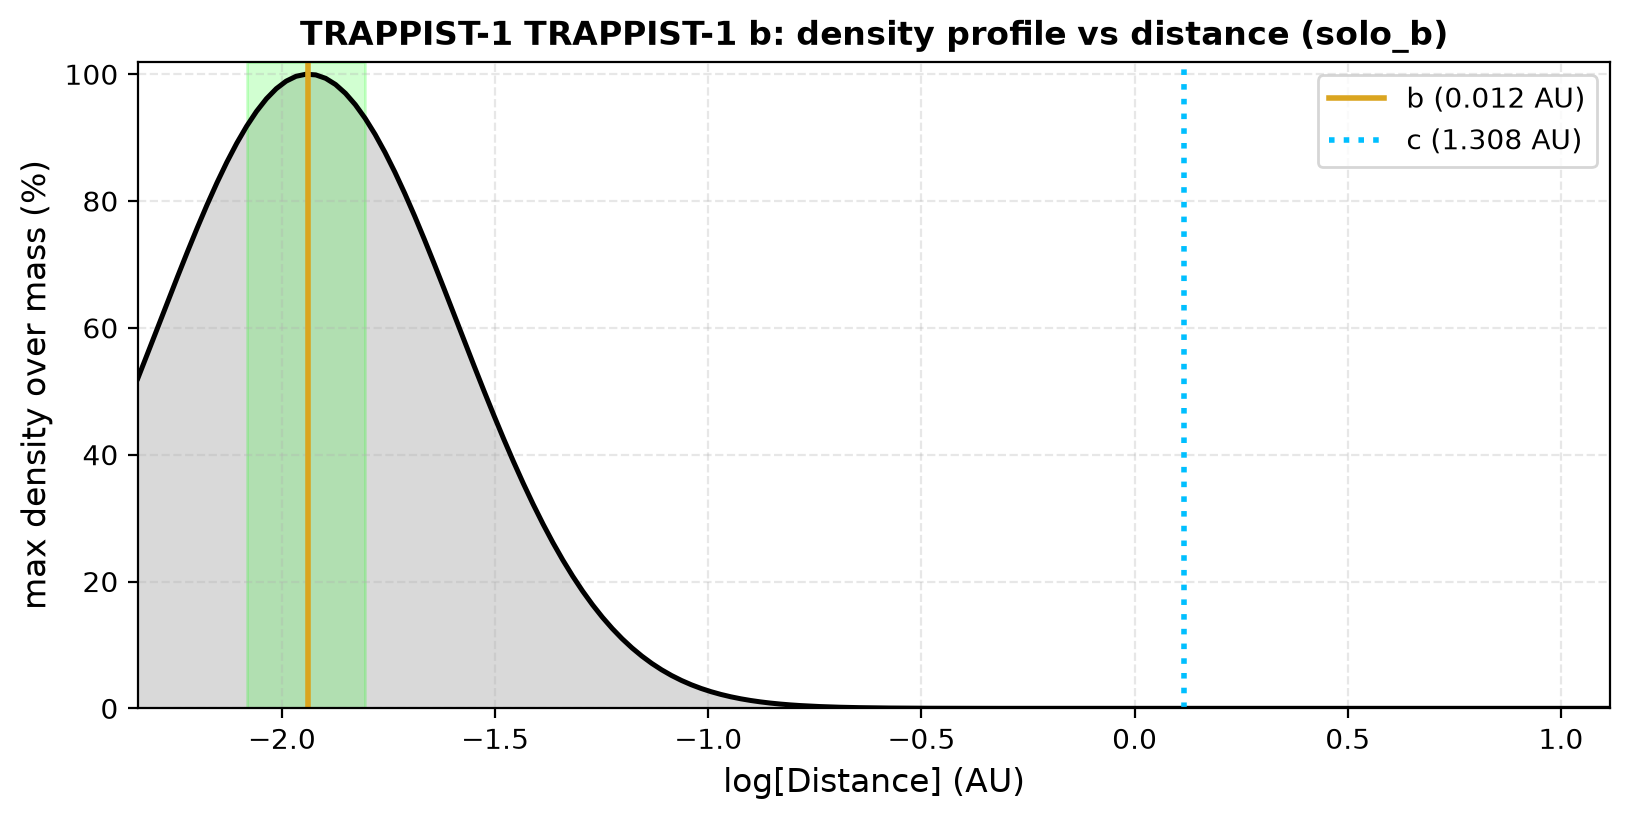 TRAPPIST-1 TRAPPIST-1 b: density profile vs distance (solo_b)
max density over mass (%)
100
80
60
40
20
0
b (0.012 AU)
c (1.308 AU)
−2.0
−1.5
−1.0
−0.5
0.0
0.5
1.0
log[Distance] (AU)